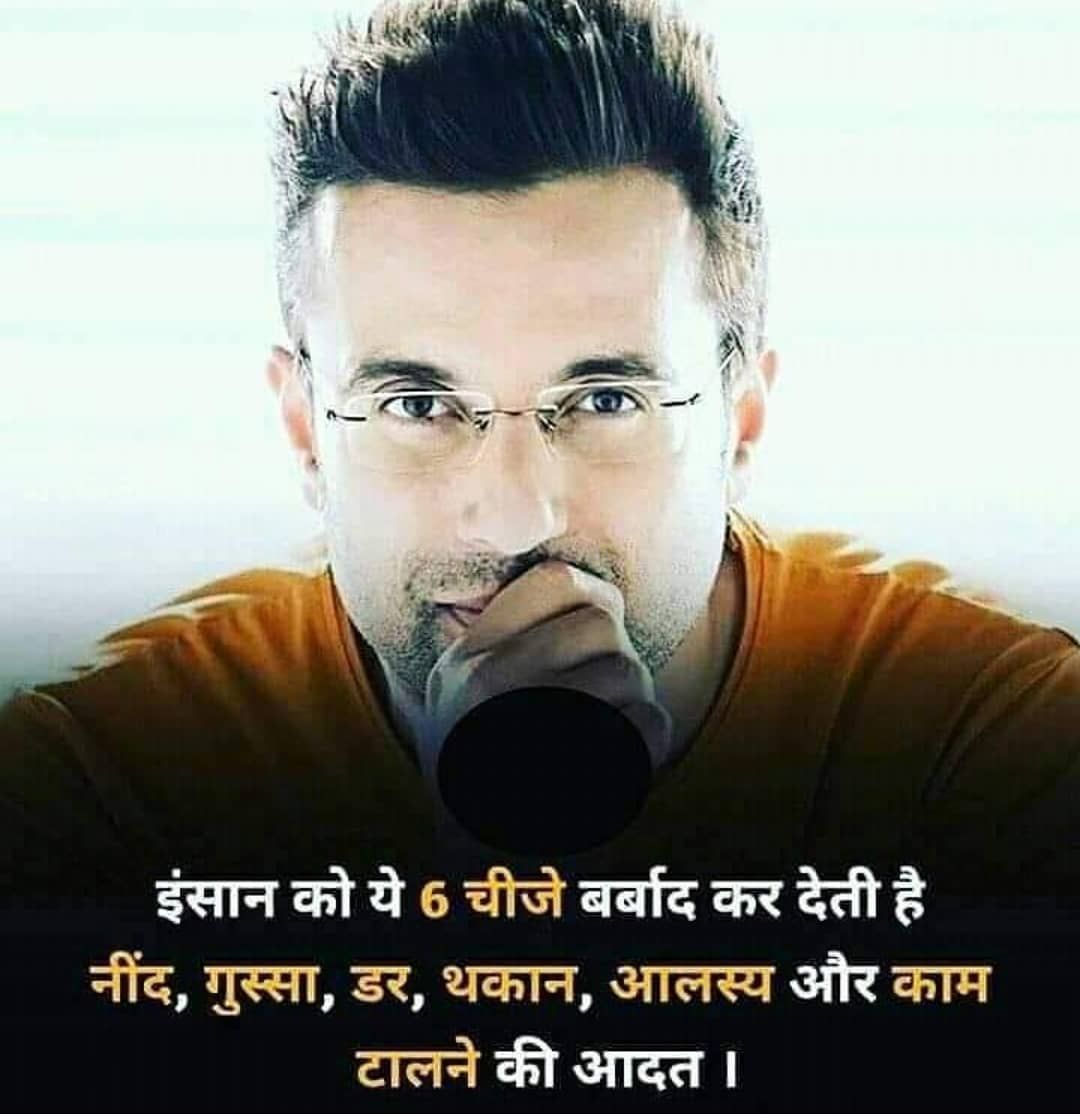 इंसान को ये 6 चीजे बर्बाद कर देती है
नींद, गुस्सा, डर, थकान, आलस्य और काम
टालने की आदत ।